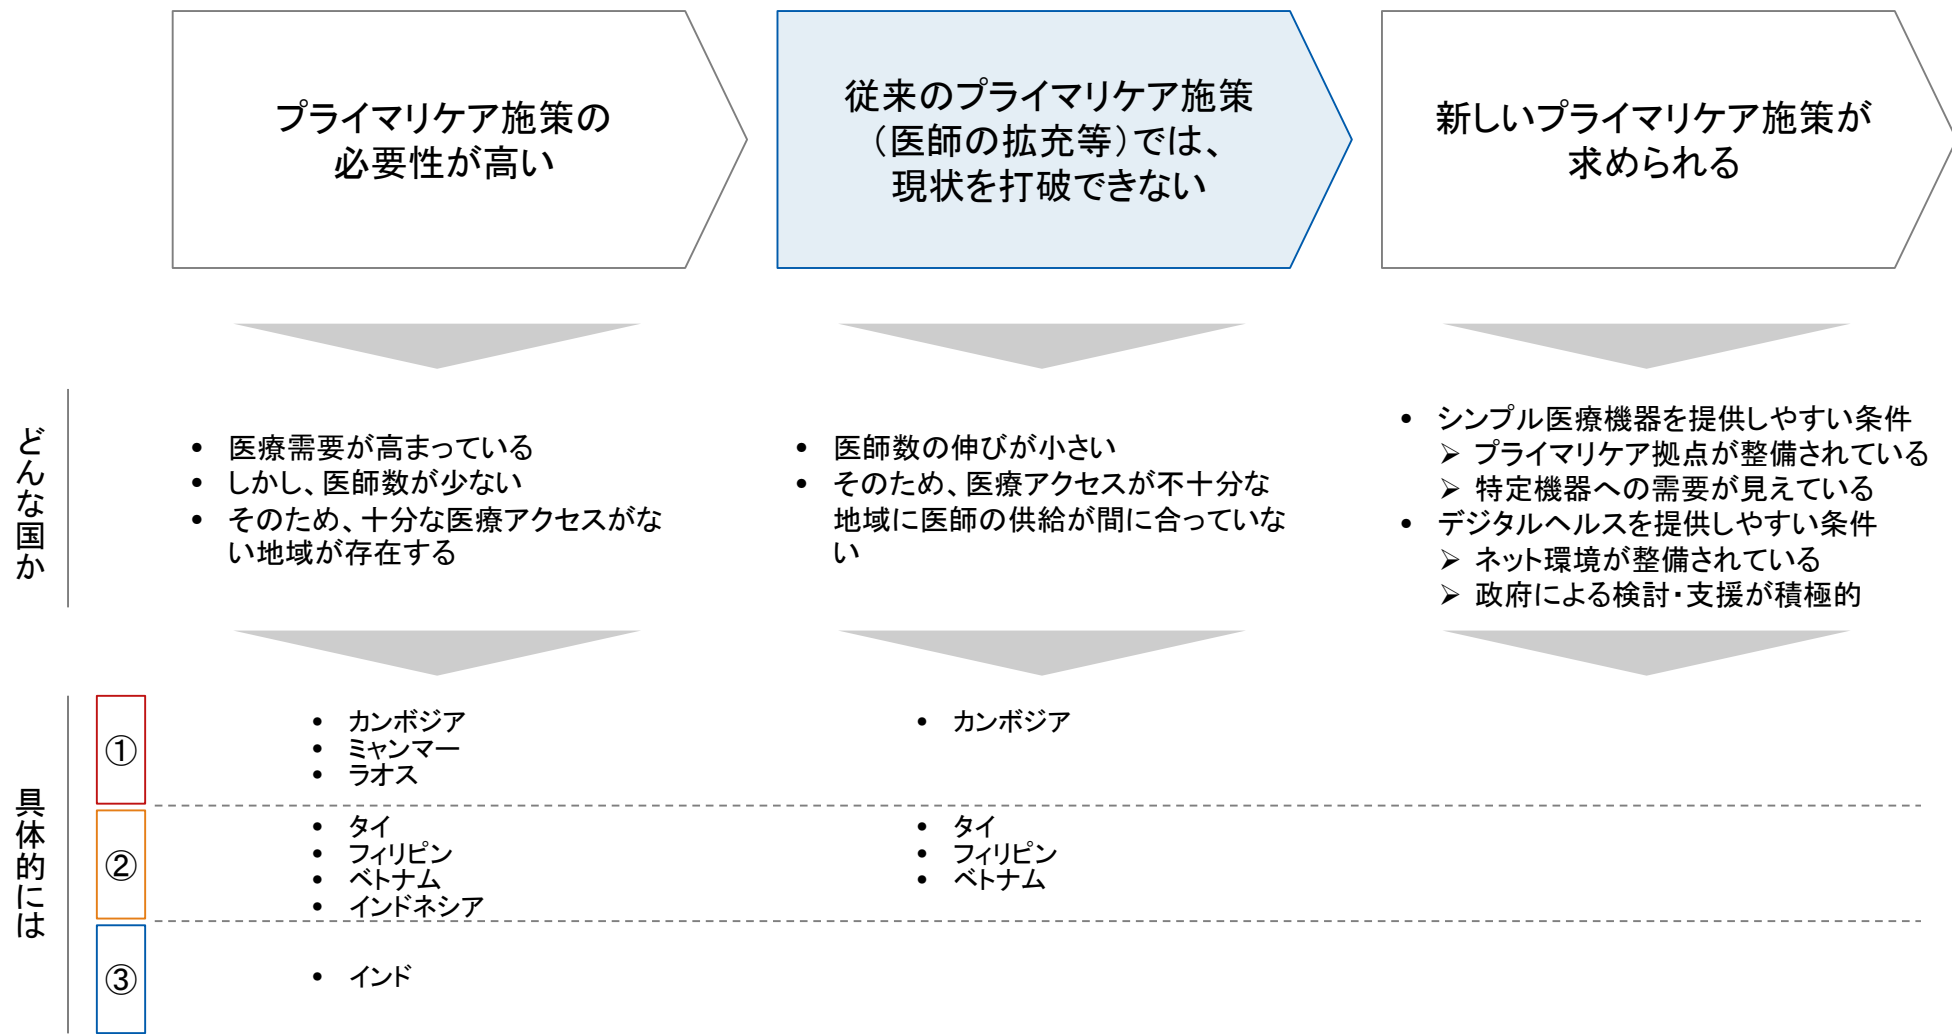 プライマリケア施策の
必要性が高い
従来のプライマリケア施策
（医師の拡充等）では、
現状を打破できない
新しいプライマリケア施策が
求められる
どんな国か
• 医療需要が高まっている
• しかし、医師数が少ない
• そのため、十分な医療アクセスがな
い地域が存在する
• 医師数の伸びが小さい
• そのため、医療アクセスが不十分な
地域に医師の供給が間に合っていな
い
• シンプル医療機器を提供しやすい条件
➢ プライマリケア拠点が整備されている
➢ 特定機器への需要が見えている
• デジタルヘルスを提供しやすい条件
➢ ネット環境が整備されている
➢ 政府による検討・支援が積極的
具体的には
①
• カンボジア
• ミャンマー
• ラオス
• カンボジア
②
• タイ
• フィリピン
• ベトナム
• インドネシア
• タイ
• フィリピン
• ベトナム
③
• インド